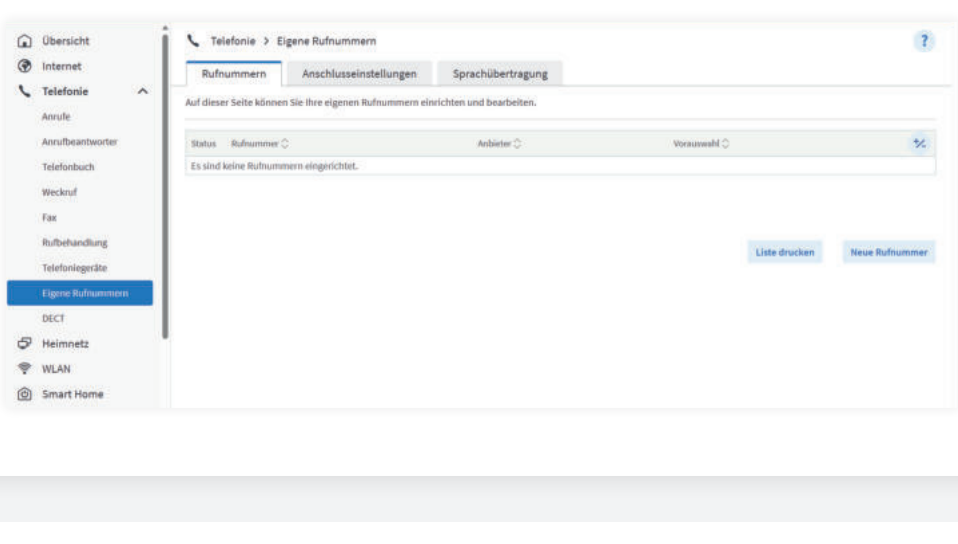 Übersicht
Internet
Telefonie
Anrufe
Anrufbeantworter
Telefonbuch
Weckruf
Fax
Rufbehandlung
Telefoniegeräte
Eigene Rufnummern
DECT
Heimnetz
WLAN
Smart Home
Telefonie > Eigene Rufnummern
?
Rufnummern Anschlusseinstellungen Sprachübertragung
Auf dieser Seite können Sie Ihre eigenen Rufnummern einrichten und bearbeiten.
Status Rufnummer Anbieter Vorauswahl
Es sind keine Rufnummern eingerichtet.
Liste drucken Neue Rufnummer